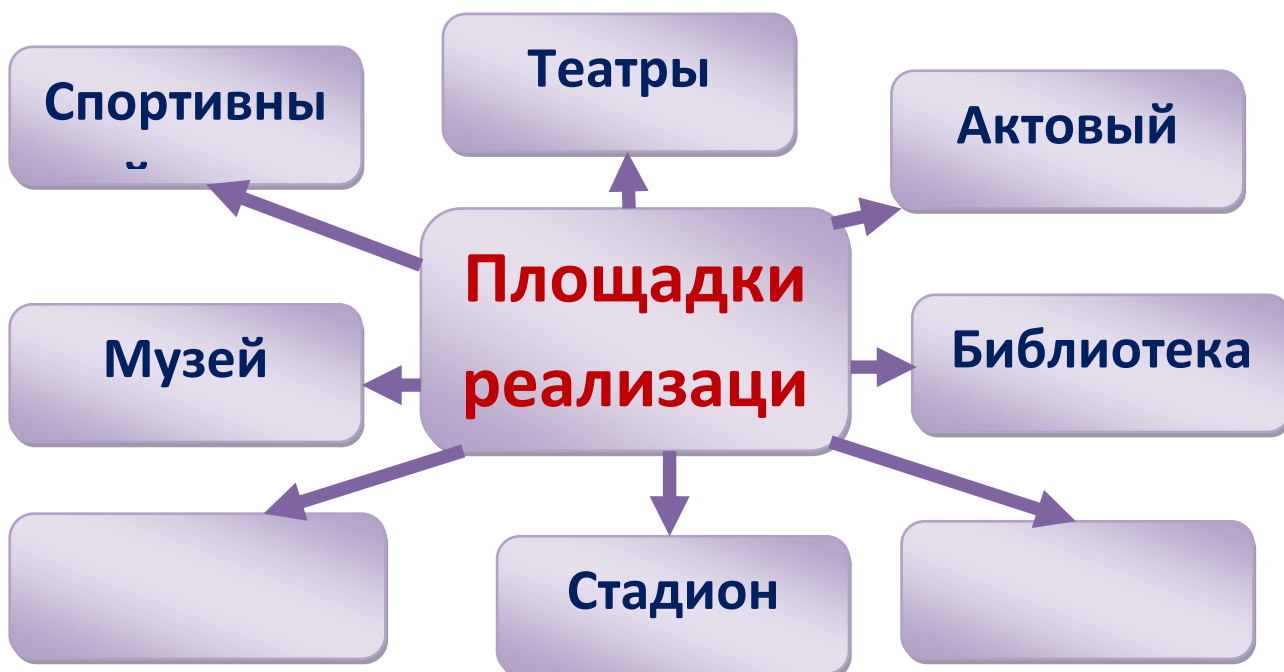 Театры
Спортивны
й
Актовый
Площадки
реализаци
Музей
Библиотека
Стадион